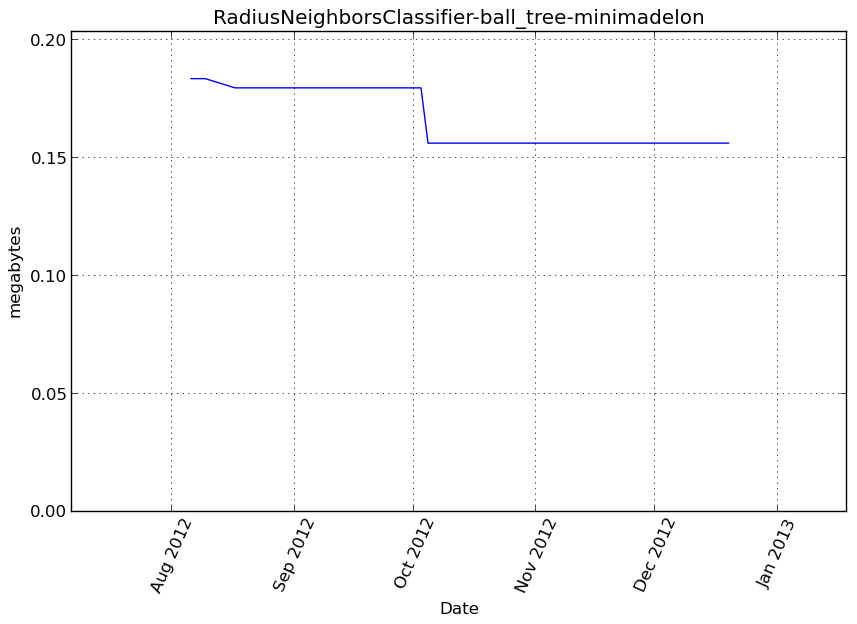 RadiusNeighborsClassifier-ball_tree-minimadelon
0.20
0.15
0.10
0.05
0.00
megabytes
Aug 2012
Sep 2012
Oct 2012
Nov 2012
Dec 2012
Jan 2013
Date